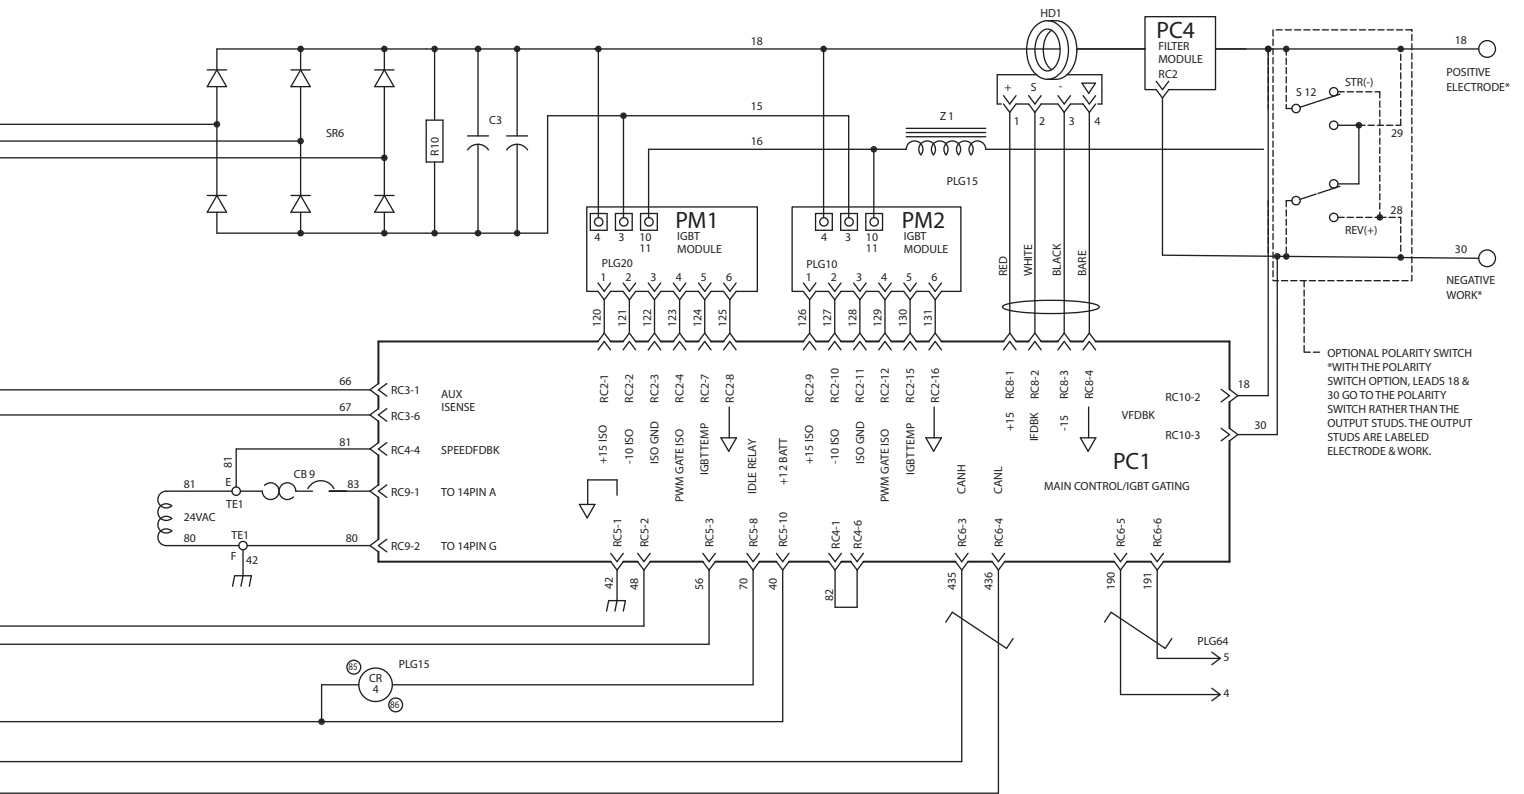 HD1
PC4
FILTER
MODULE
RC2
18
18
POSITIVE
ELECTRODE*
+ S -
1 2 3 4
S 12
STR(-)
29
28
REV(+)
30
NEGATIVE
WORK*
SR6
R10
C3
15
16
Z 1
PLG15
PM1
IGBT
MODULE
4 3 10
11
PLG20
1 2 3 4 5 6
PM2
IGBT
MODULE
4 3 10
11
PLG10
1 2 3 4 5 6
RED
WHITE
BLACK
BARE
120
121
122
123
124
125
126
127
128
129
130
131
OPTIONAL POLARITY SWITCH
*WITH THE POLARITY
SWITCH OPTION, LEADS 18 &
30 GO TO THE POLARITY
SWITCH RATHER THAN THE
OUTPUT STUDS. THE OUTPUT
STUDS ARE LABELED
ELECTRODE & WORK.
66
RC3-1
AUX
ISENSE
67
RC3-6
81
RC4-4
SPEEDFDBK
81
81
E
TE1
CB 9
83
RC9-1
TO 14PIN A
24VAC
80
TE1
F
42
80
RC9-2
TO 14PIN G
RC2-1
RC2-2
RC2-3
RC2-4
RC2-7
RC2-8
+15 ISO
-10 ISO
ISO GND
PWM GATE ISO
IGBT TEMP
IDLE RELAY
+12 BATT
RC2-9
RC2-10
RC2-11
RC2-12
RC2-15
RC2-16
+15 ISO
-10 ISO
ISO GND
PWM GATE ISO
IGBT TEMP
RC8-1
RC8-2
RC8-3
RC8-4
+15
IFDBK
-15
CANH
CANL
VFDBK
RC10-2
18
RC10-3
30
PC1
MAIN CONTROL/IGBT GATING
RC5-1
RC5-2
RC5-3
RC5-8
RC5-10
RC4-1
RC4-6
RC6-3
RC6-4
RC6-5
RC6-6
42
48
56
70
40
82
435
436
190
191
PLG64
5
4
85
CR
4
86
PLG15